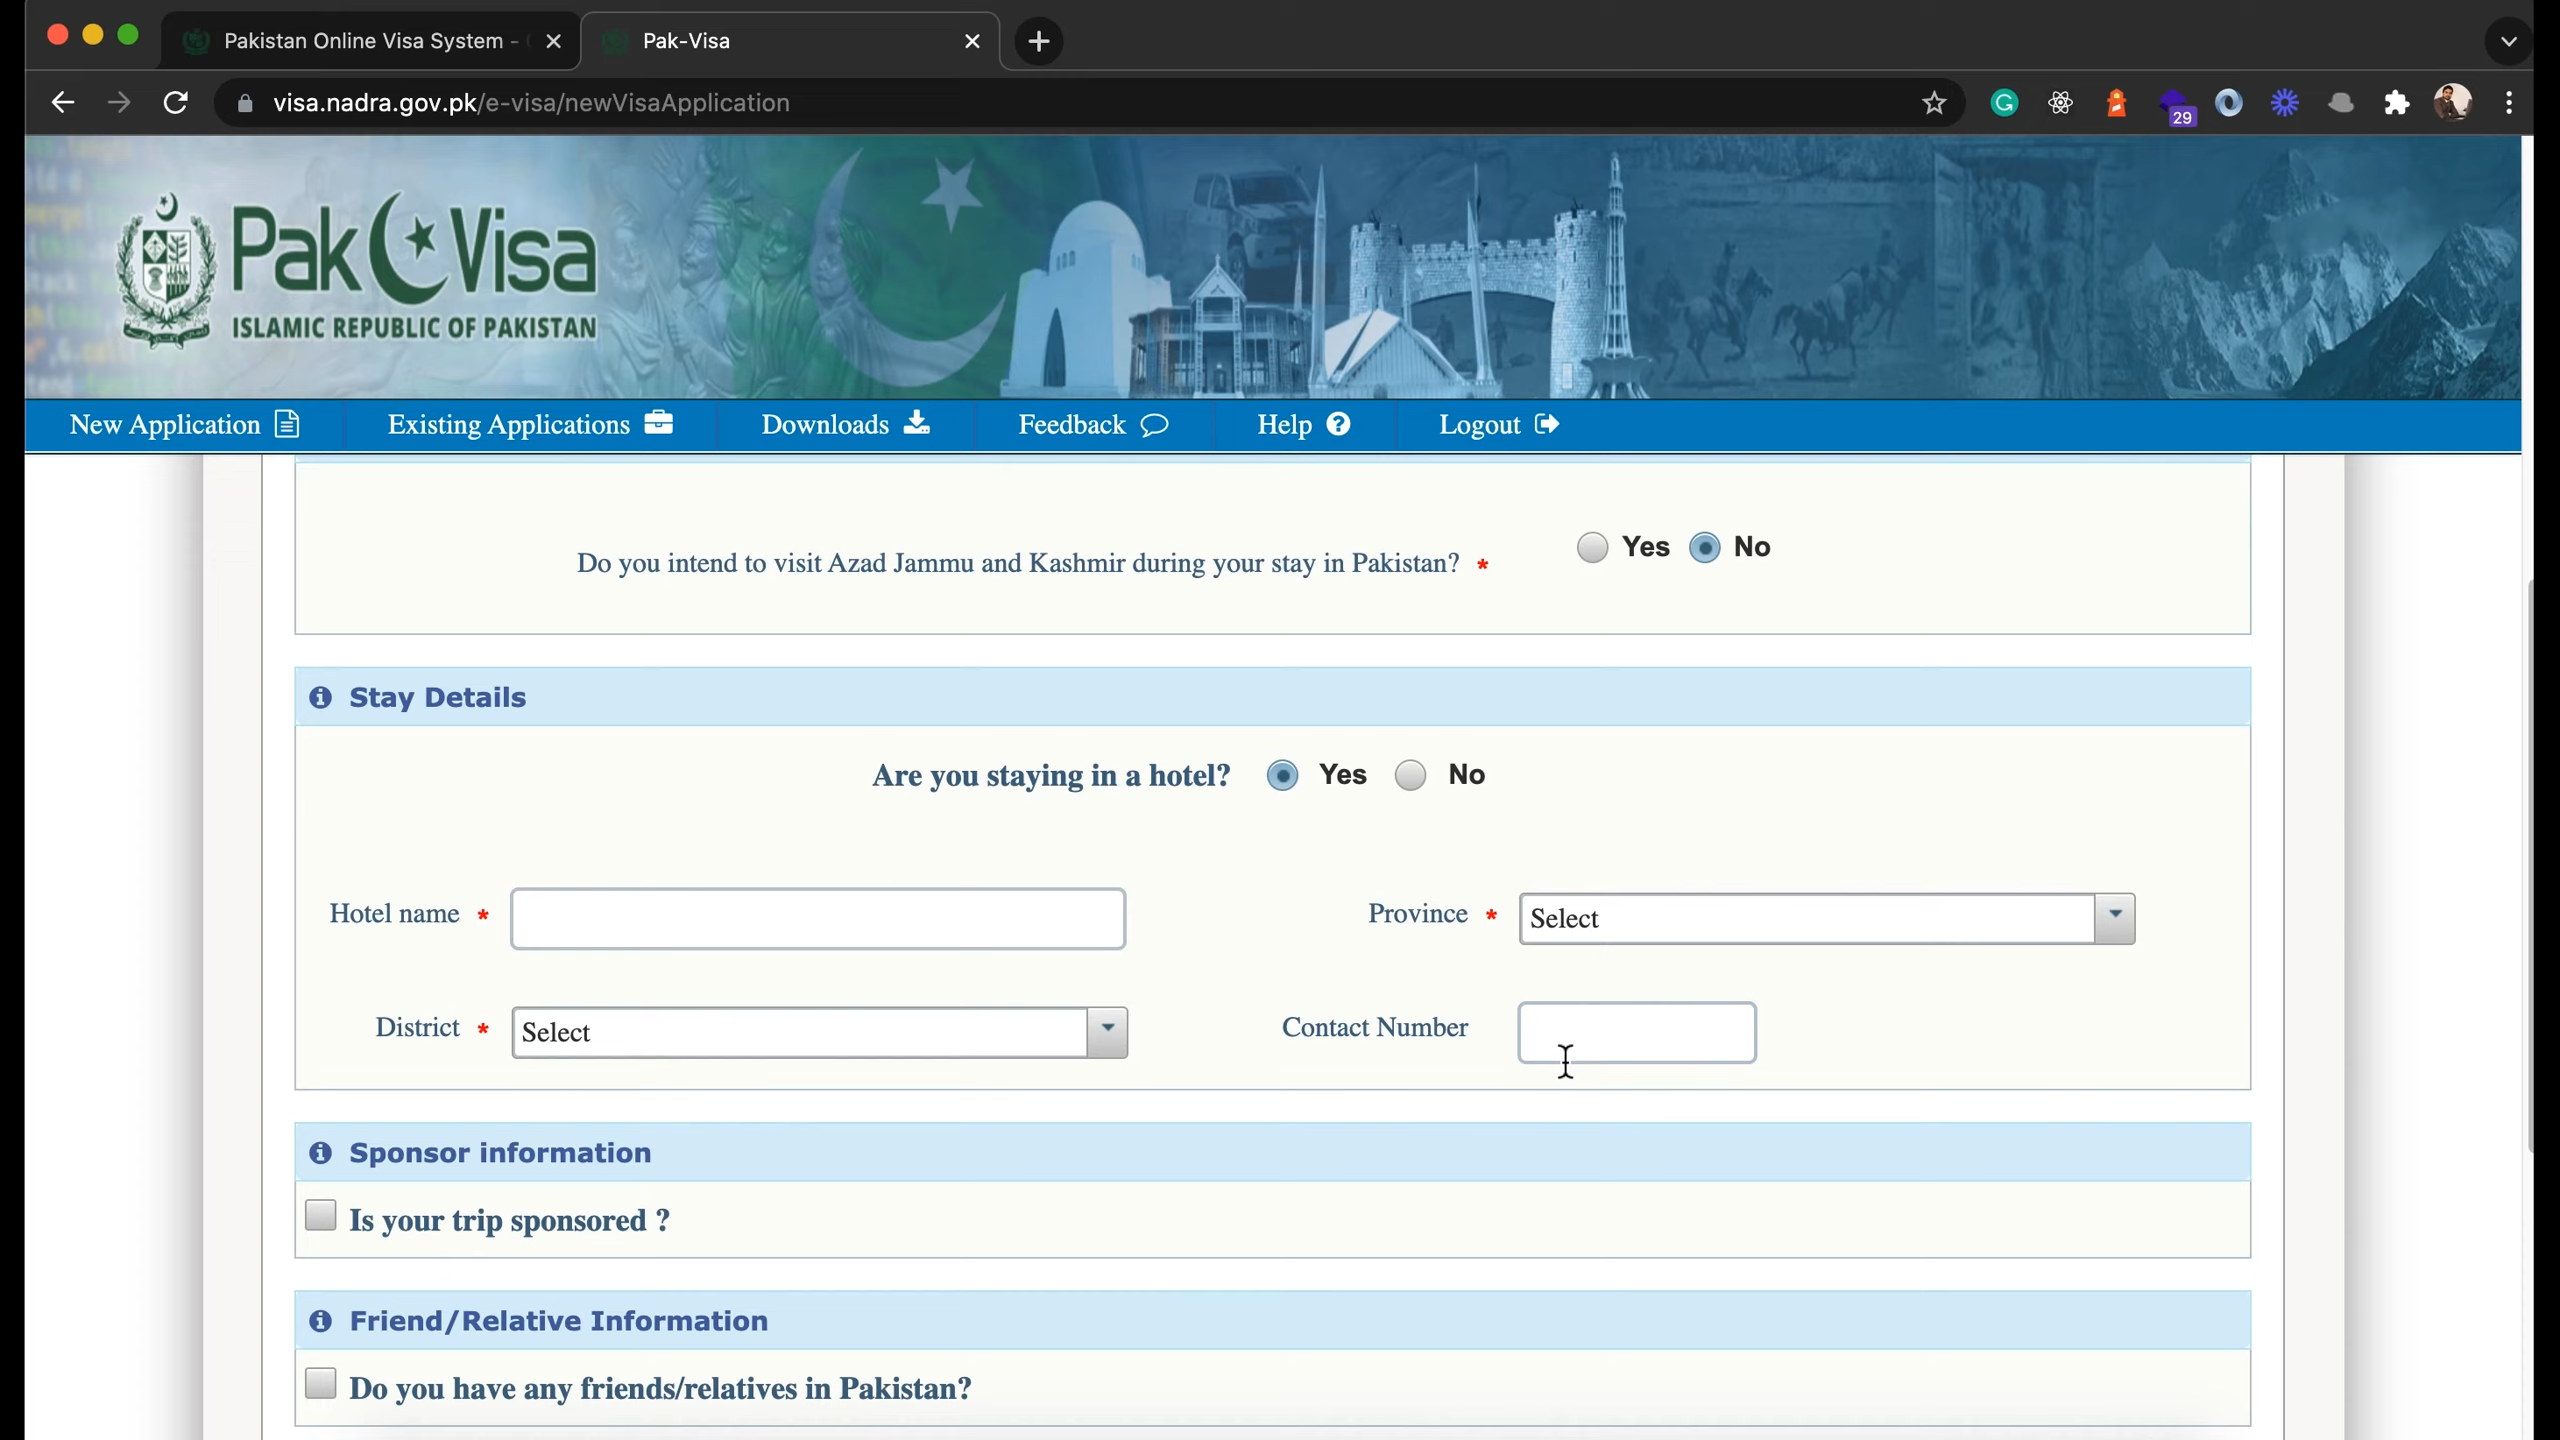 Pakistan Online Visa System -
Pak-Visa
visa.nadra.gov.pk/e-visa/newVisaApplication
29
Pak Visa
ISLAMIC REPUBLIC OF PAKISTAN
New Application
Existing Applications
Downloads
Feedback
Help
Logout
Do you intend to visit Azad Jammu and Kashmir during your stay in Pakistan? *
Yes No
Stay Details
Are you staying in a hotel? Yes No
Hotel name *
Province * Select
District * Select
Contact Number
Sponsor information
Is your trip sponsored ?
Friend/Relative Information
Do you have any friends/relatives in Pakistan?